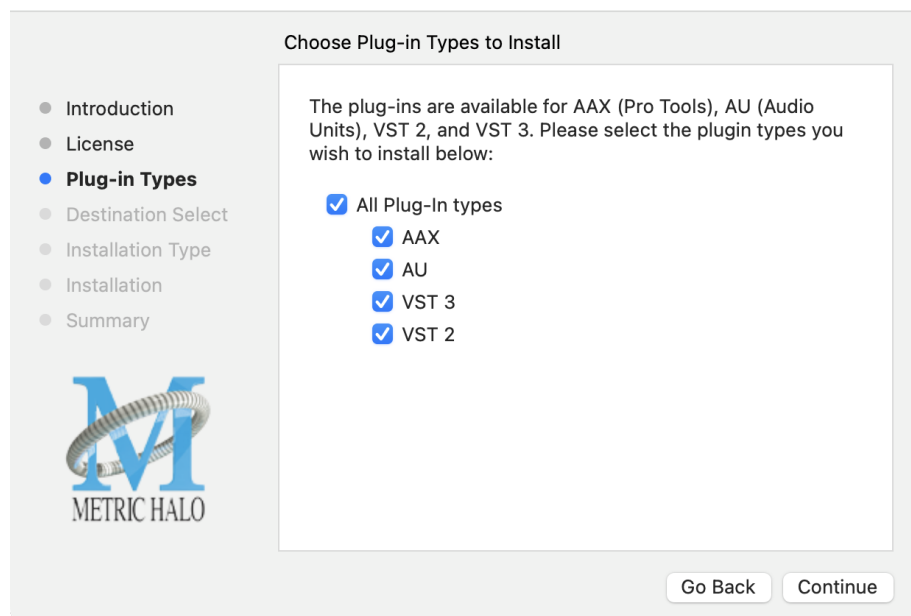 Choose Plug-in Types to Install
Introduction
License
Plug-in Types
Destination Select
Installation Type
Installation
Summary
METRIC HALO
The plug-ins are available for AAX (Pro Tools), AU (Audio
Units), VST 2, and VST 3. Please select the plugin types you
wish to install below:
All Plug-In types
AAX
AU
VST 3
VST 2
Go Back
Continue